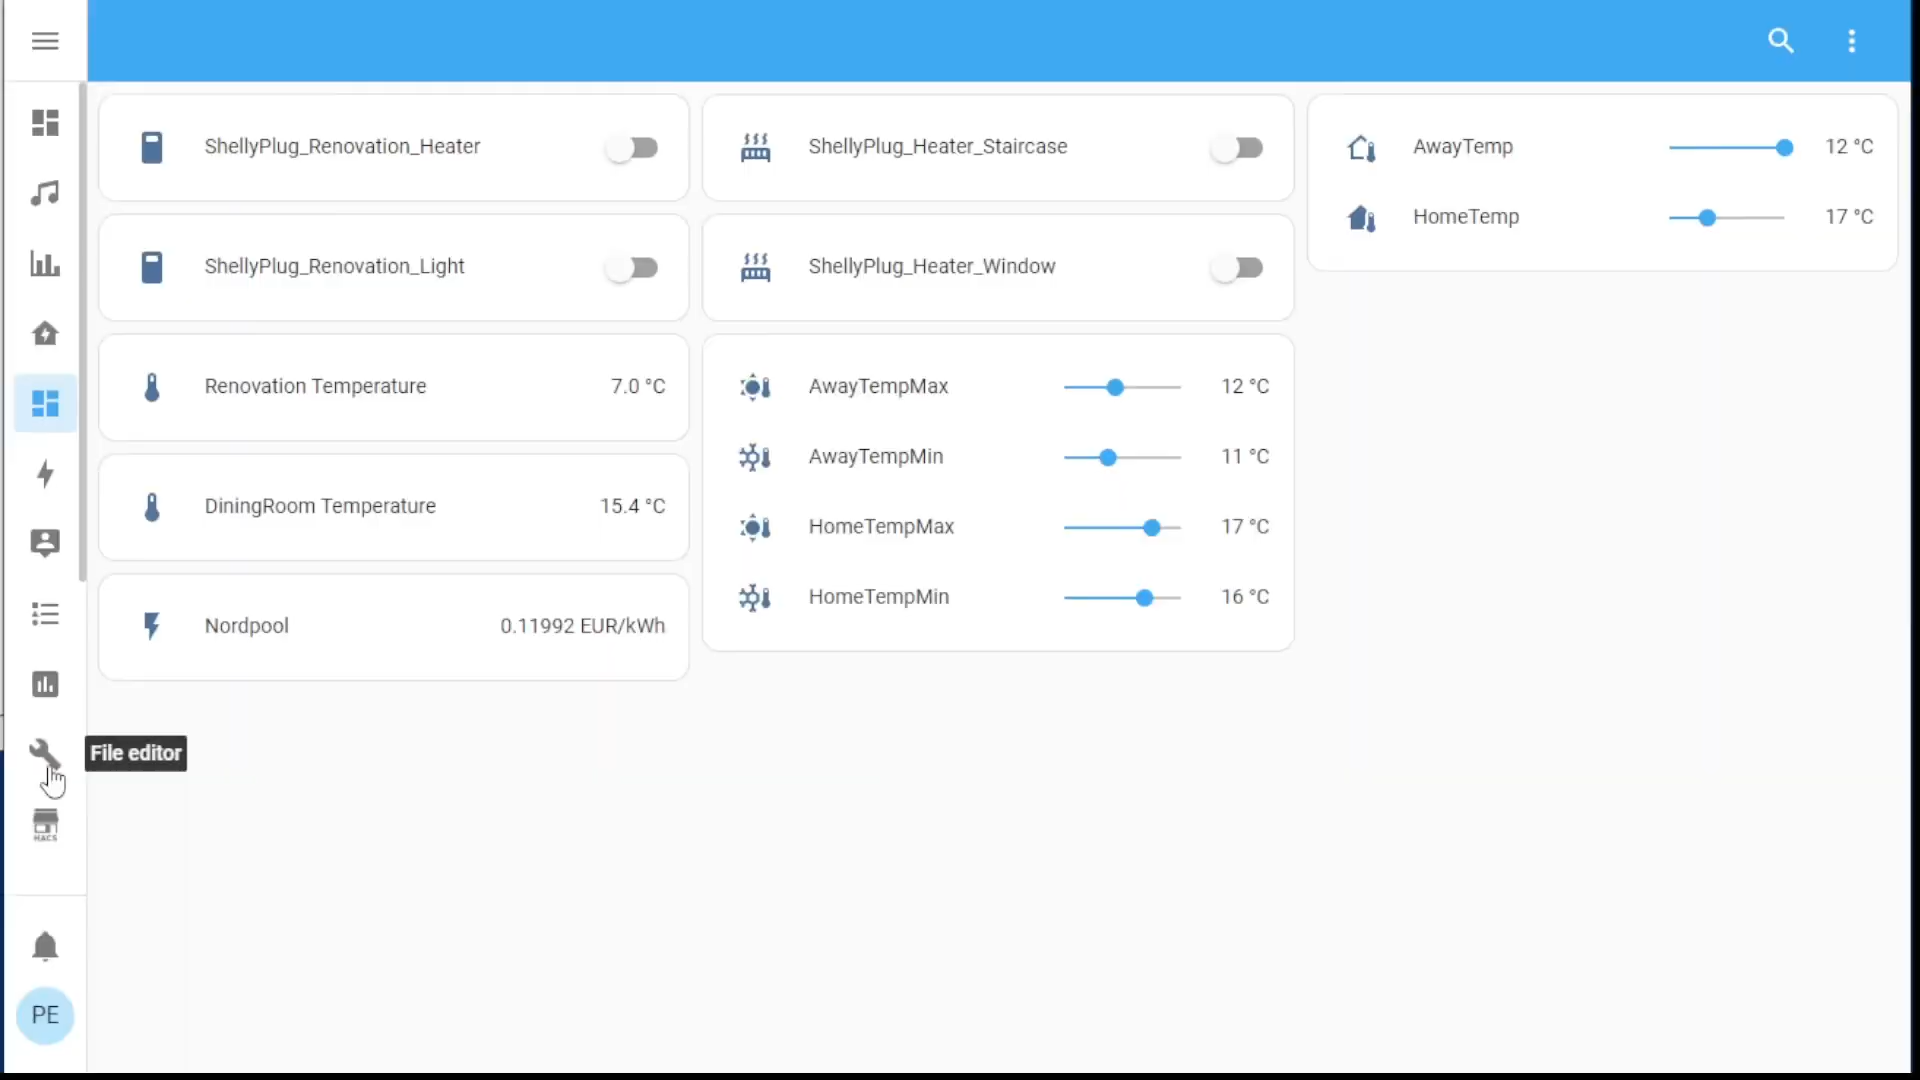 ShellyPlug_Renovation_Heater
ShellyPlug_Renovation_Light
Renovation Temperature 7.0 °C
DiningRoom Temperature 15.4 °C
Nordpool 0.11992 EUR/kWh
ShellyPlug_Heater_Staircase
ShellyPlug_Heater_Window
AwayTempMax 12 °C
AwayTempMin 11 °C
HomeTempMax 17 °C
HomeTempMin 16 °C
AwayTemp 12 °C
HomeTemp 17 °C
File editor
HACS
PE